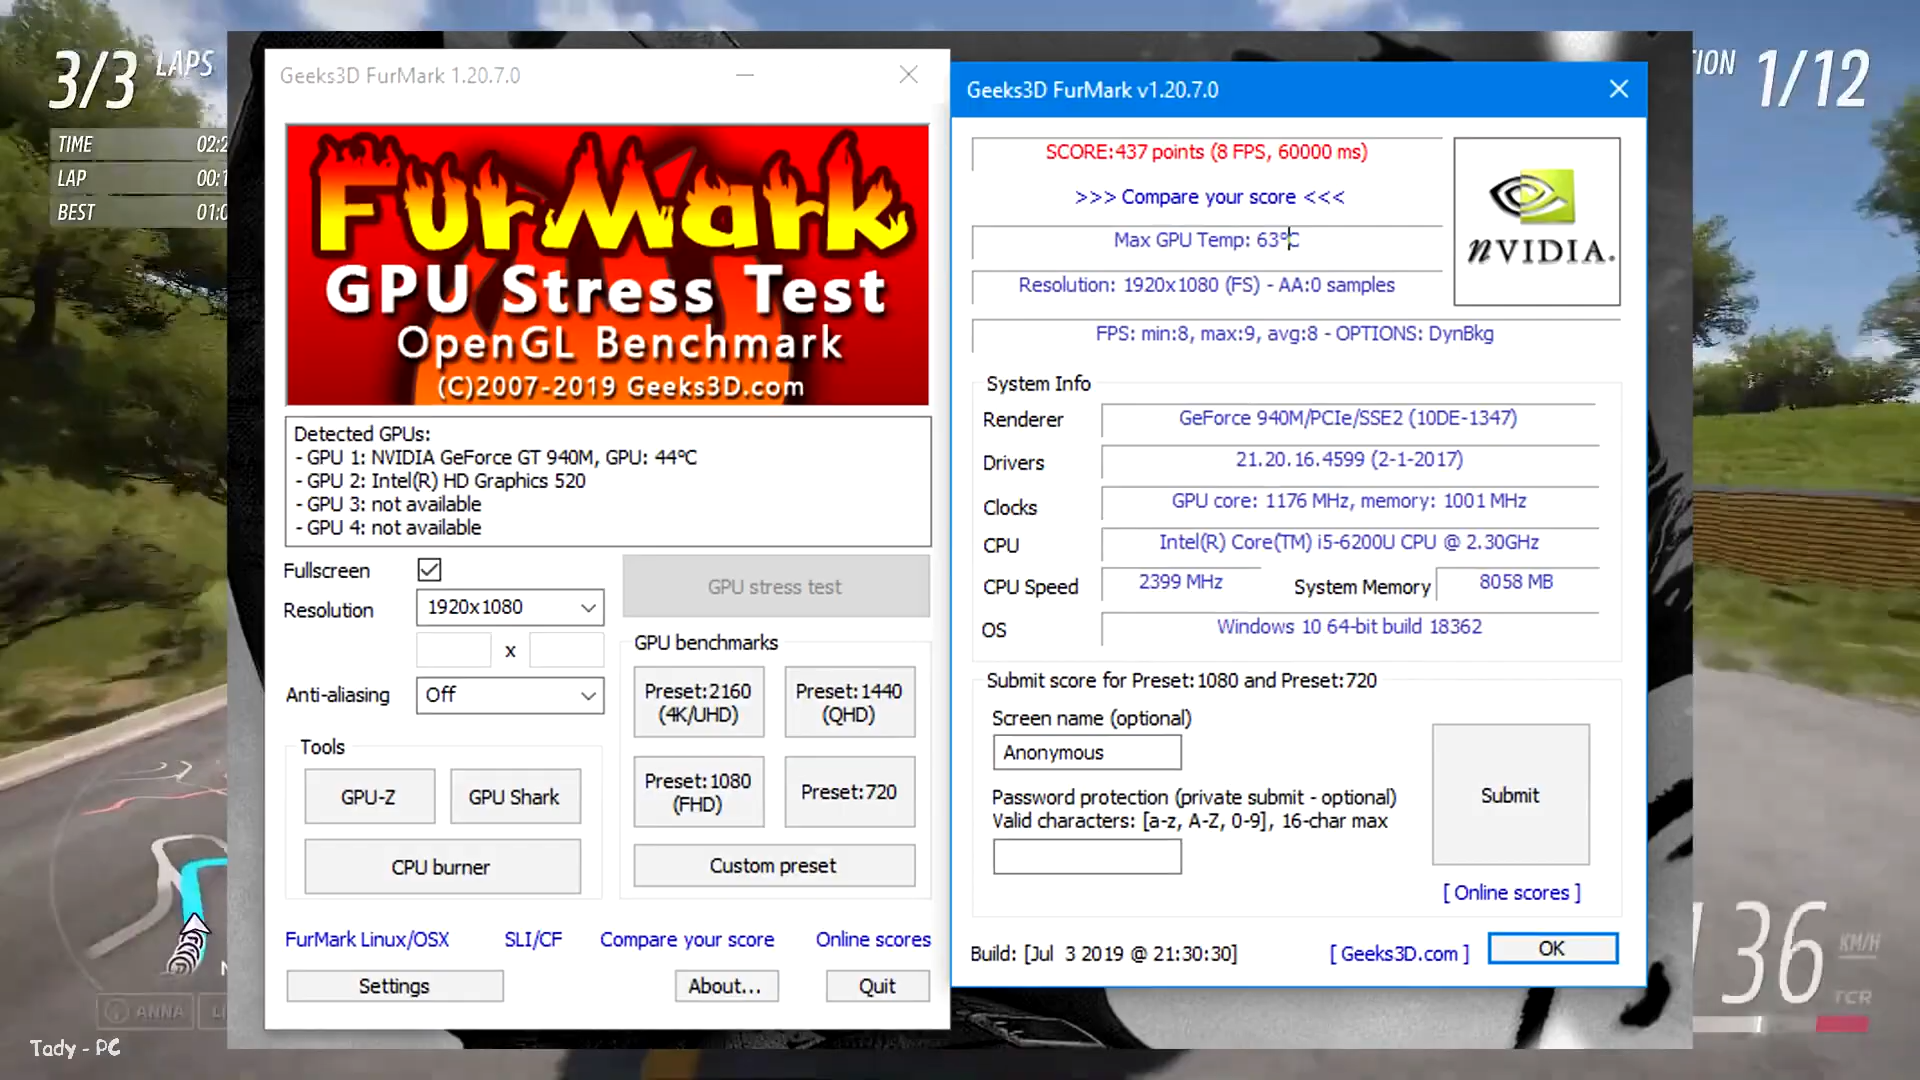 3/3 LAPS
TIME 02:2
LAP 00:1
BEST 01:0
TION 1/12
Geeks3D FurMark 1.20.7.0
FurMark
GPU Stress Test
OpenGL Benchmark
(C)2007-2019 Geeks3D.com
Detected GPUs:
- GPU 1: NVIDIA GeForce GT 940M, GPU: 44°C
- GPU 2: Intel(R) HD Graphics 520
- GPU 3: not available
- GPU 4: not available
Fullscreen
Resolution 1920x1080
x
Anti-aliasing Off
GPU stress test
GPU benchmarks
Preset:2160
(4K/UHD)
Preset:1440
(QHD)
Preset:1080
(FHD)
Preset:720
Custom preset
Tools
GPU-Z
GPU Shark
CPU burner
FurMark Linux/OSX SLI/CF Compare your score Online scores
Settings About... Quit
Geeks3D FurMark v1.20.7.0
SCORE:437 points (8 FPS, 60000 ms)
>>> Compare your score <<<
Max GPU Temp: 63°C
Resolution: 1920x1080 (FS) - AA:0 samples
FPS: min:8, max:9, avg:8 - OPTIONS: DynBkg
nVIDIA.
System Info
Renderer GeForce 940M/PCIe/SSE2 (10DE-1347)
Drivers 21.20.16.4599 (2-1-2017)
Clocks GPU core: 1176 MHz, memory: 1001 MHz
CPU Intel(R) Core(TM) i5-6200U CPU @ 2.30GHz
CPU Speed 2399 MHz System Memory 8058 MB
OS Windows 10 64-bit build 18362
Submit score for Preset:1080 and Preset:720
Screen name (optional)
Anonymous
Password protection (private submit - optional)
Valid characters: [a-z, A-Z, 0-9], 16-char max
Submit
[ Online scores ]
Build: [Jul 3 2019 @ 21:30:30] [ Geeks3D.com ] OK
ANNA
136 KM/H
TCR
Tady - PC